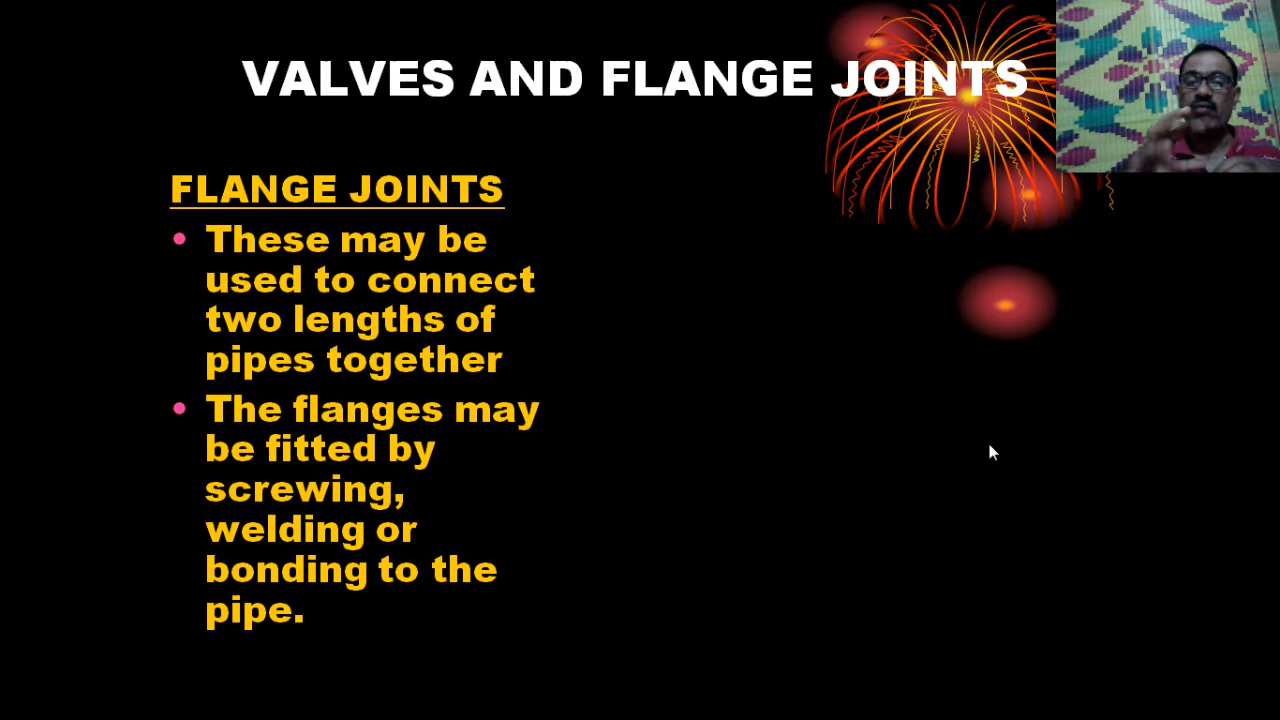 VALVES AND FLANGE JOINTS
FLANGE JOINTS
• These may be
used to connect
two lengths of
pipes together
• The flanges may
be fitted by
screwing,
welding or
bonding to the
pipe.